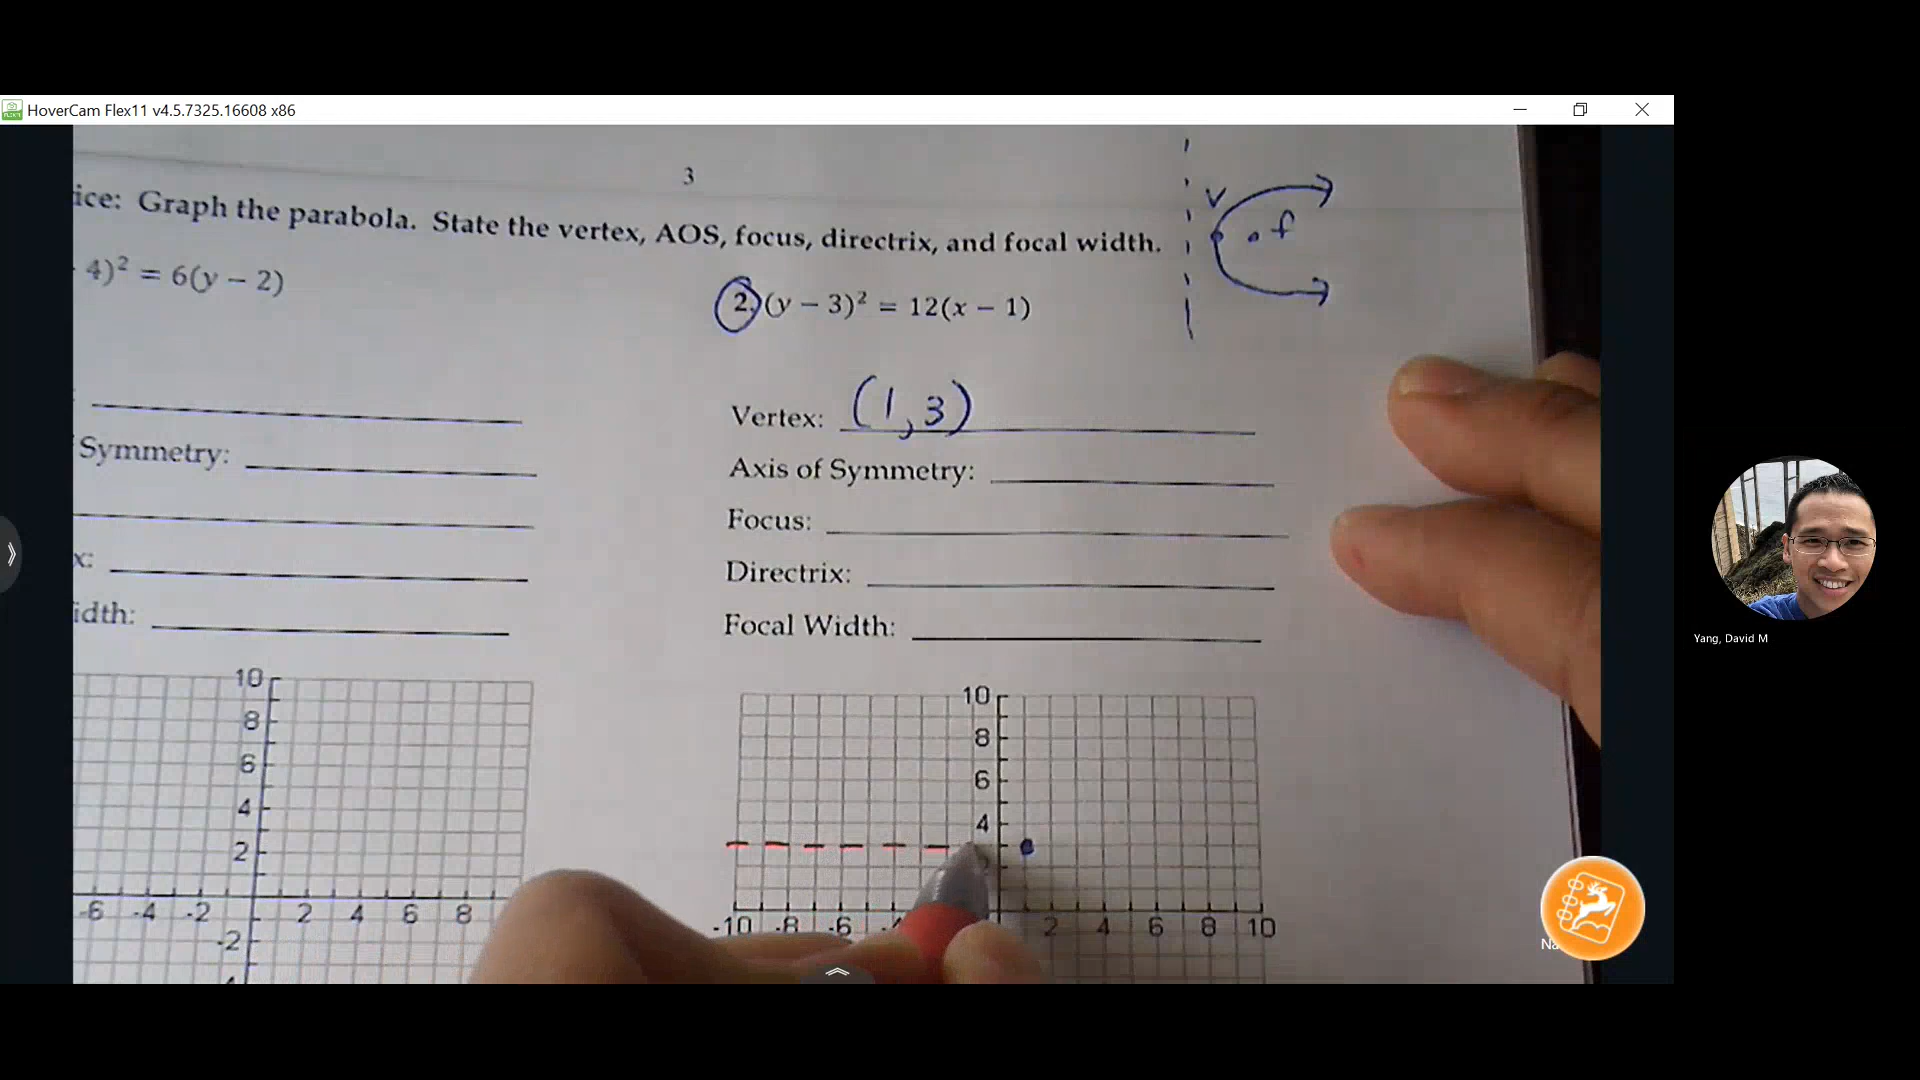 HoverCam Flex11 v4.5.7325.16608 x86
3
ice: Graph the parabola. State the vertex, AOS, focus, directrix, and focal width.
4)² = 6(y – 2)
2. (y – 3)² = 12(x – 1)
V
f
Vertex: (1, 3)
Symmetry:
Axis of Symmetry:
Focus:
x:
Directrix:
idth:
Focal Width:
10
8
6
4
2
-6 -4 -2 2 4 6 8
-2
10
8
6
4
-10 -8 -6 2 4 6 8 10
Yang, David M